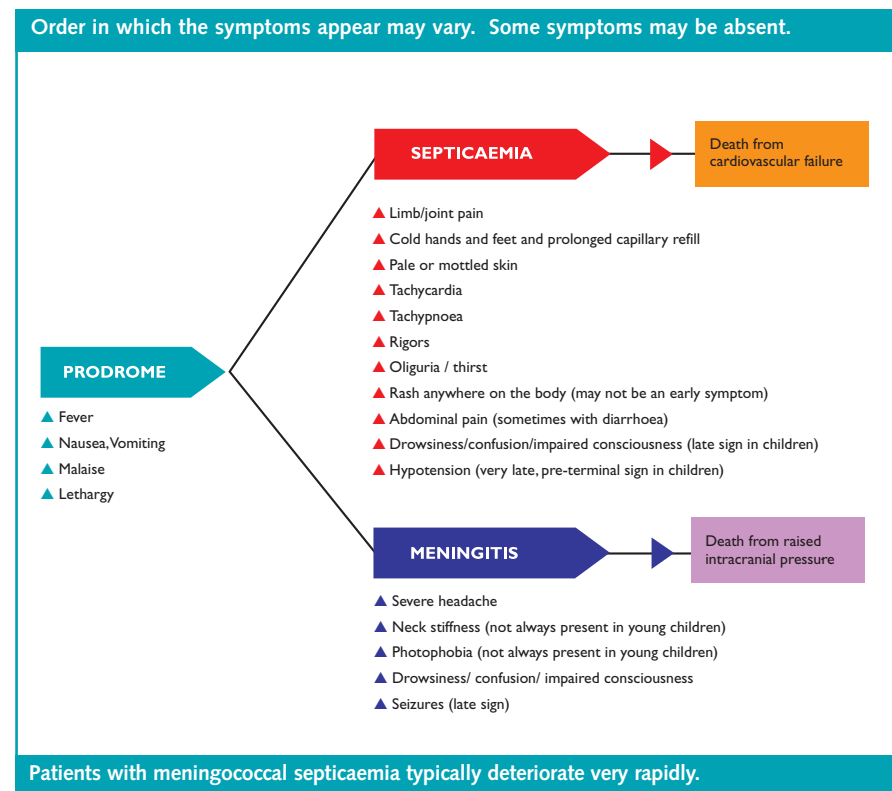 Order in which the symptoms appear may vary. Some symptoms may be absent.
SEPTICAEMIA
Death from
cardiovascular failure
Limb/joint pain
Cold hands and feet and prolonged capillary refill
Pale or mottled skin
Tachycardia
Tachypnoea
Rigors
Oliguria / thirst
Rash anywhere on the body (may not be an early symptom)
Abdominal pain (sometimes with diarrhoea)
Drowsiness/confusion/impaired consciousness (late sign in children)
Hypotension (very late, pre-terminal sign in children)
PRODROME
Fever
Nausea, Vomiting
Malaise
Lethargy
MENINGITIS
Death from raised
intracranial pressure
Severe headache
Neck stiffness (not always present in young children)
Photophobia (not always present in young children)
Drowsiness/ confusion/ impaired consciousness
Seizures (late sign)
Patients with meningococcal septicaemia typically deteriorate very rapidly.